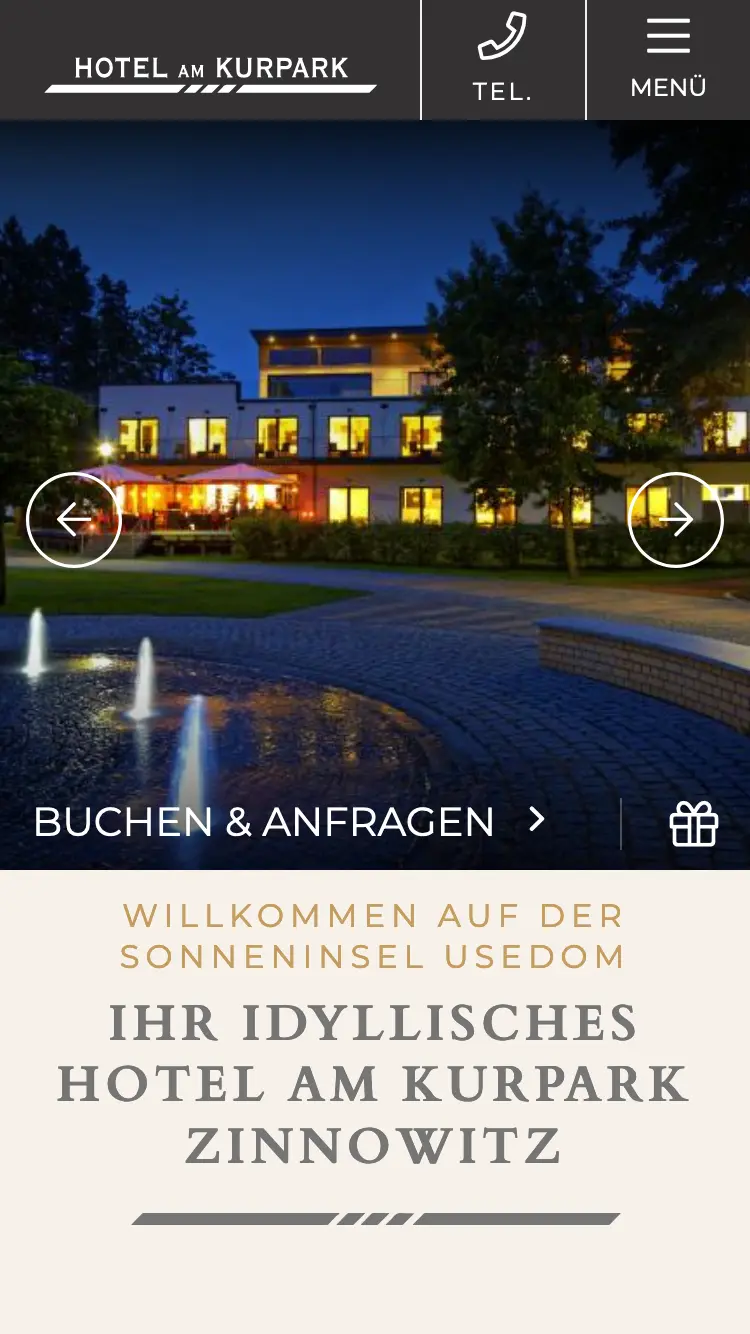 HOTEL AM KURPARK
TEL.
MENÜ
BUCHEN & ANFRAGEN
WILLKOMMEN AUF DER
SONNENINSEL USEDOM
IHR IDYLLISCHES
HOTEL AM KURPARK
ZINNOWITZ